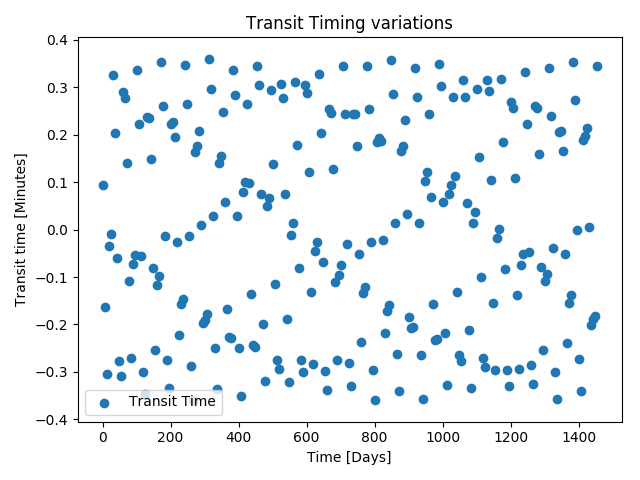 Transit Timing variations
Transit time [Minutes]
0.4
0.3
0.2
0.1
0.0
−0.1
−0.2
−0.3
−0.4
Transit Time
0 200 400 600 800 1000 1200 1400
Time [Days]